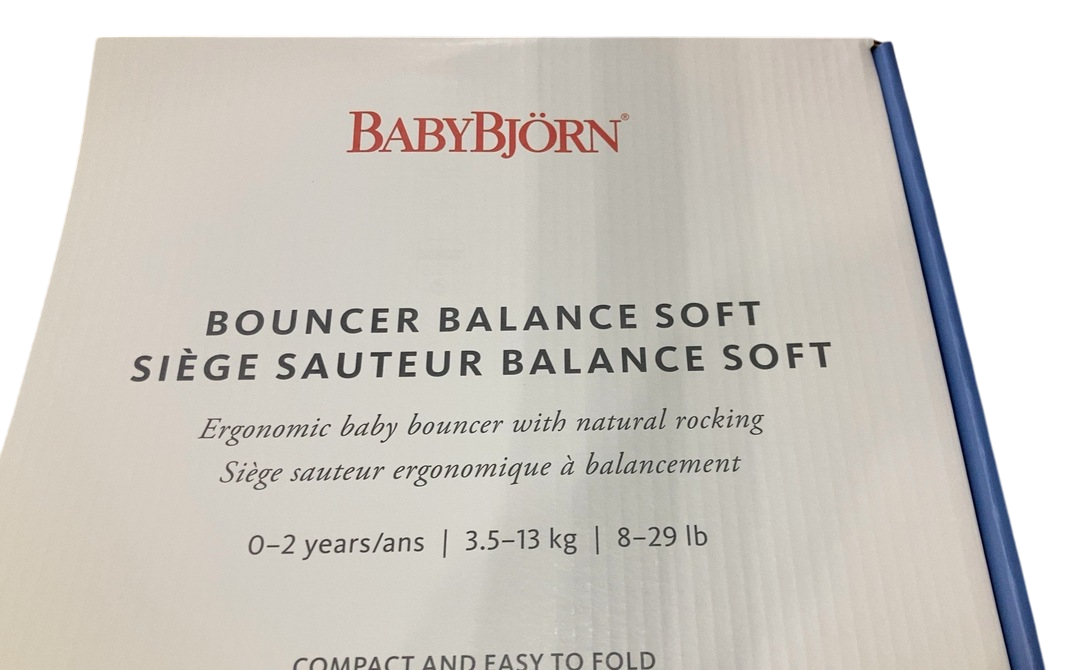 BABYBJÖRN®
BOUNCER BALANCE SOFT
SIÈGE SAUTEUR BALANCE SOFT
Ergonomic baby bouncer with natural rocking
Siège sauteur ergonomique à balancement
0–2 years/ans | 3.5–13 kg | 8–29 lb
COMPACT AND EASY TO FOLD